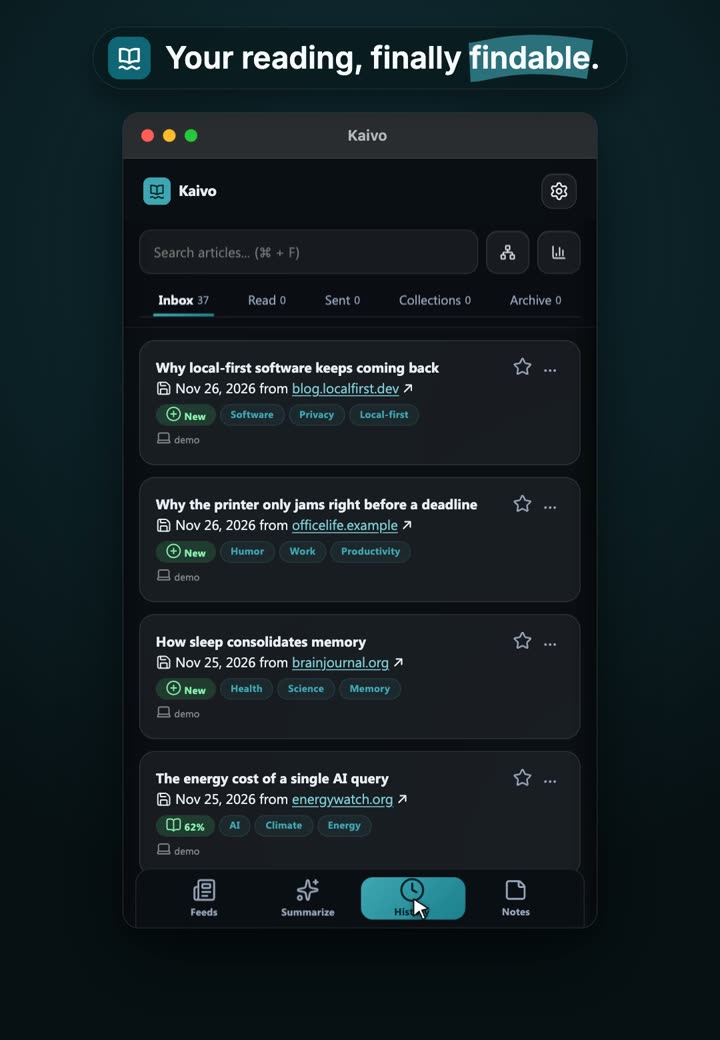 Your reading, finally findable.
Kaivo
Kaivo
Search articles... (⌘ + F)
Inbox 37 Read 0 Sent 0 Collections 0 Archive 0
Why local-first software keeps coming back
Nov 26, 2026 from blog.localfirst.dev ↗
New Software Privacy Local-first
demo
Why the printer only jams right before a deadline
Nov 26, 2026 from officelife.example ↗
New Humor Work Productivity
demo
How sleep consolidates memory
Nov 25, 2026 from brainjournal.org ↗
New Health Science Memory
demo
The energy cost of a single AI query
Nov 25, 2026 from energywatch.org ↗
62% AI Climate Energy
demo
Feeds Summarize Notes